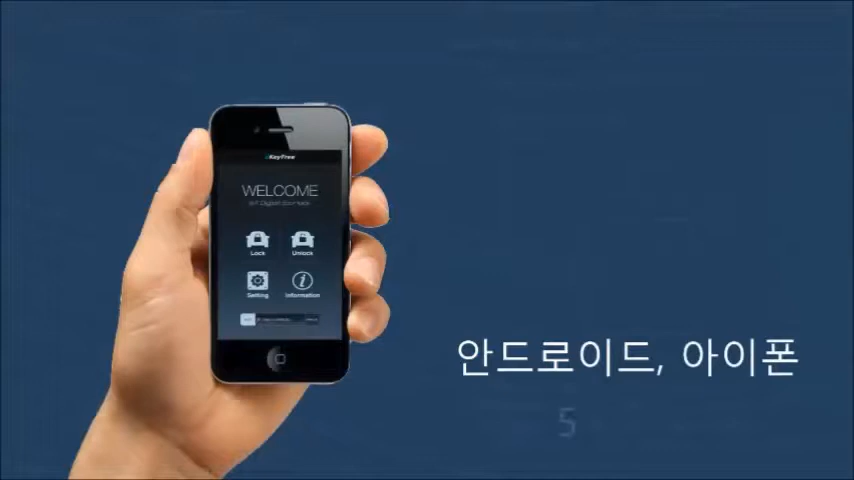 KeyFree
WELCOME
Lock
Unlock
Setting
Information
안드로이드, 아이폰
5